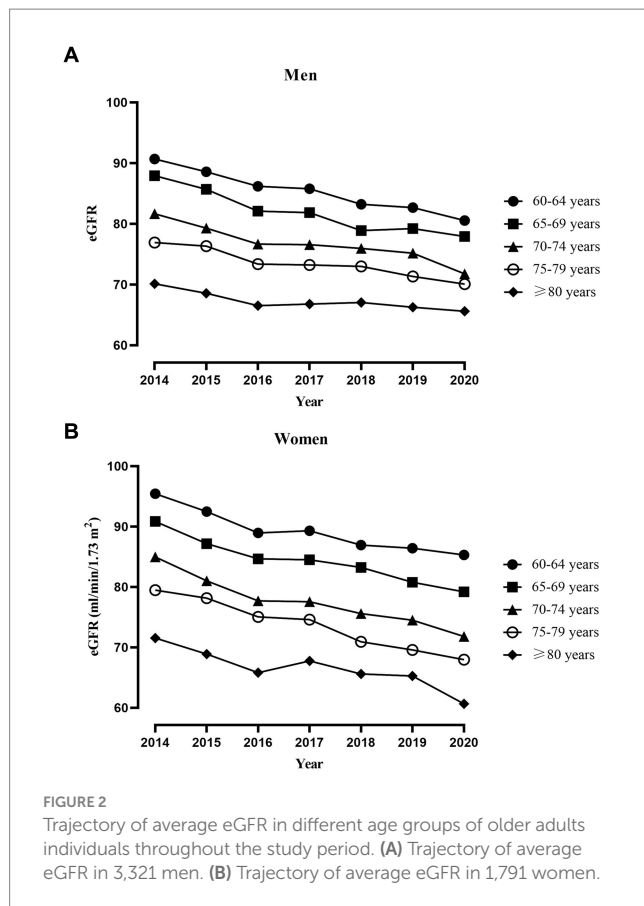 A
Men
100
90
80
70
60
eGFR
2014 2015 2016 2017 2018 2019 2020
Year
60-64 years
65-69 years
70-74 years
75-79 years
≥80 years
B
Women
100
90
80
70
60
eGFR (ml/min/1.73 m²)
2014 2015 2016 2017 2018 2019 2020
Year
60-64 years
65-69 years
70-74 years
75-79 years
≥80 years
FIGURE 2
Trajectory of average eGFR in different age groups of older adults
individuals throughout the study period. (A) Trajectory of average
eGFR in 3,321 men. (B) Trajectory of average eGFR in 1,791 women.